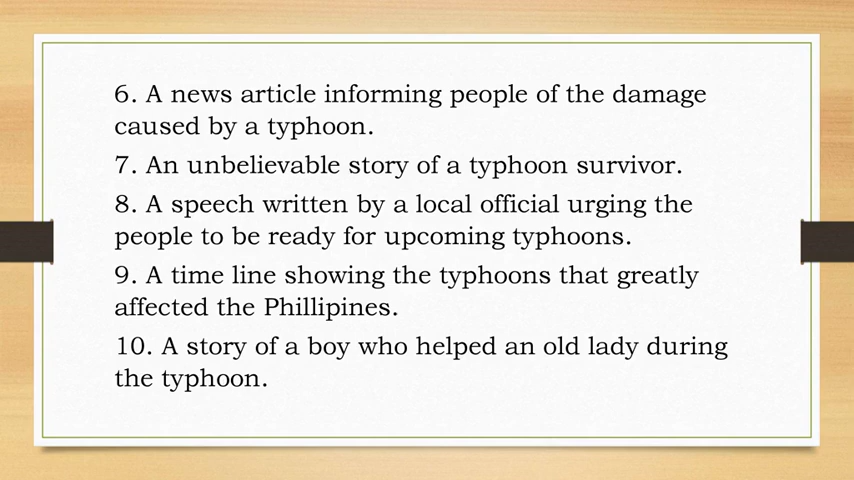 6. A news article informing people of the damage
caused by a typhoon.
7. An unbelievable story of a typhoon survivor.
8. A speech written by a local official urging the
people to be ready for upcoming typhoons.
9. A time line showing the typhoons that greatly
affected the Phillipines.
10. A story of a boy who helped an old lady during
the typhoon.